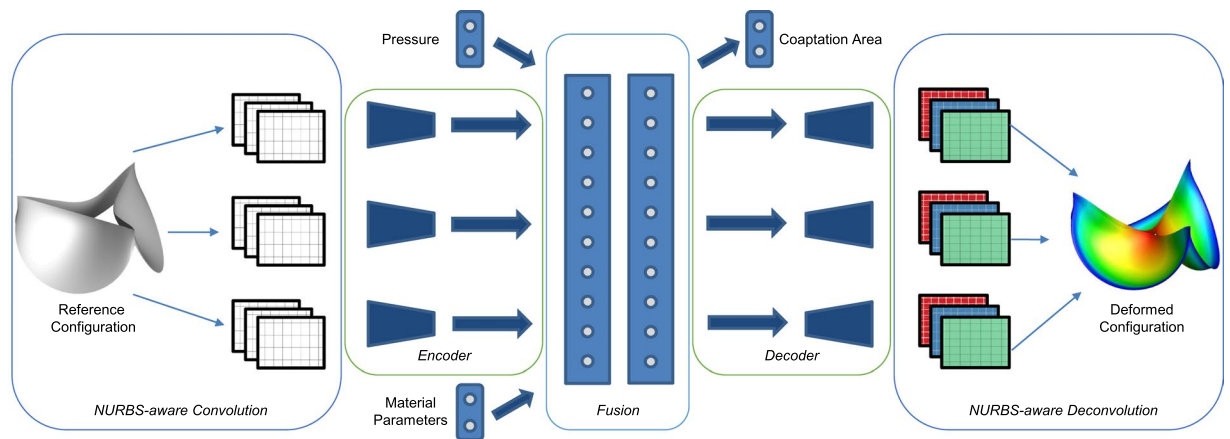 Pressure
Coaptation Area
Reference
Configuration
Encoder
Decoder
Deformed
Configuration
NURBS-aware Convolution
Material
Parameters
Fusion
NURBS-aware Deconvolution